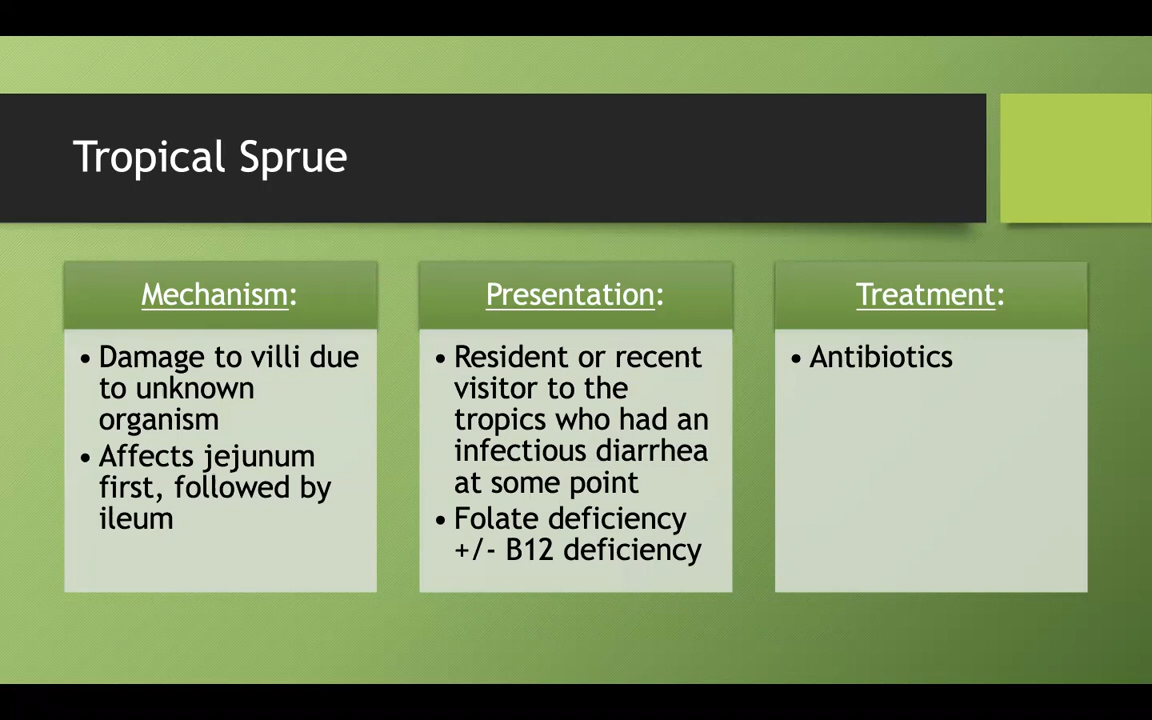 Tropical Sprue
Mechanism:
• Damage to villi due
to unknown
organism
• Affects jejunum
first, followed by
ileum
Presentation:
• Resident or recent
visitor to the
tropics who had an
infectious diarrhea
at some point
• Folate deficiency
+/- B12 deficiency
Treatment:
• Antibiotics